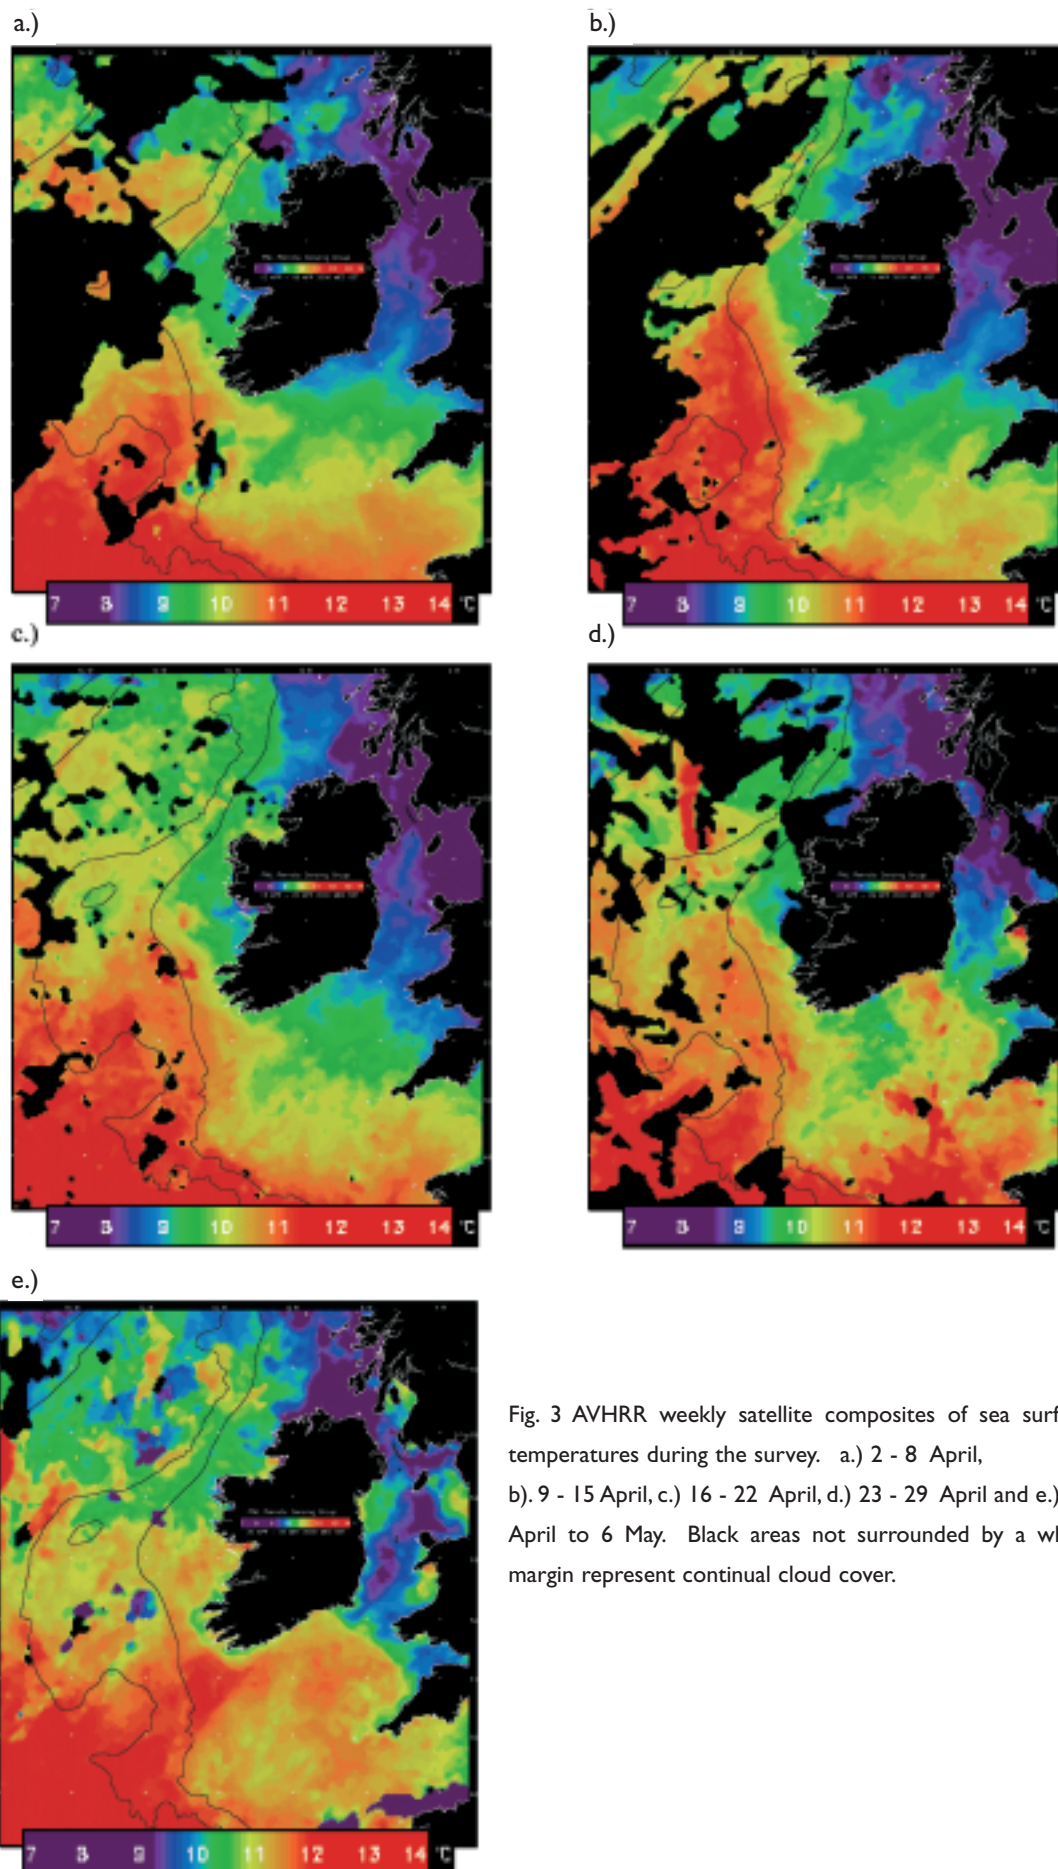 a.)
b.)
7 8 9 10 11 12 13 14 °C
7 8 9 10 11 12 13 14 °C
c.)
d.)
7 8 9 10 11 12 13 14 °C
7 8 9 10 11 12 13 14 °C
e.)
Fig. 3 AVHRR weekly satellite composites of sea surf
temperatures during the survey. a.) 2 - 8 April,
b). 9 - 15 April, c.) 16 - 22 April, d.) 23 - 29 April and e.)
April to 6 May. Black areas not surrounded by a wl
margin represent continual cloud cover.
7 8 9 10 11 12 13 14 °C